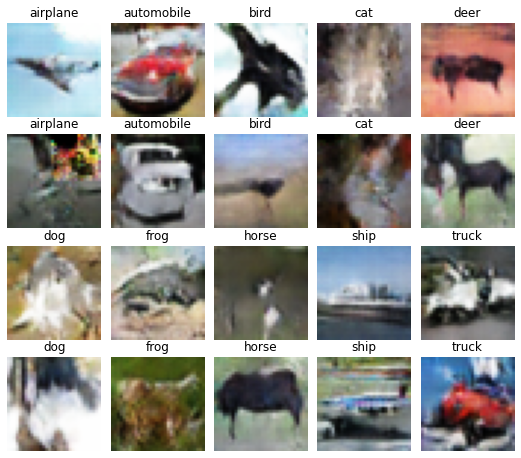 airplane automobile bird cat deer
airplane automobile bird cat deer
dog frog horse ship truck
dog frog horse ship truck